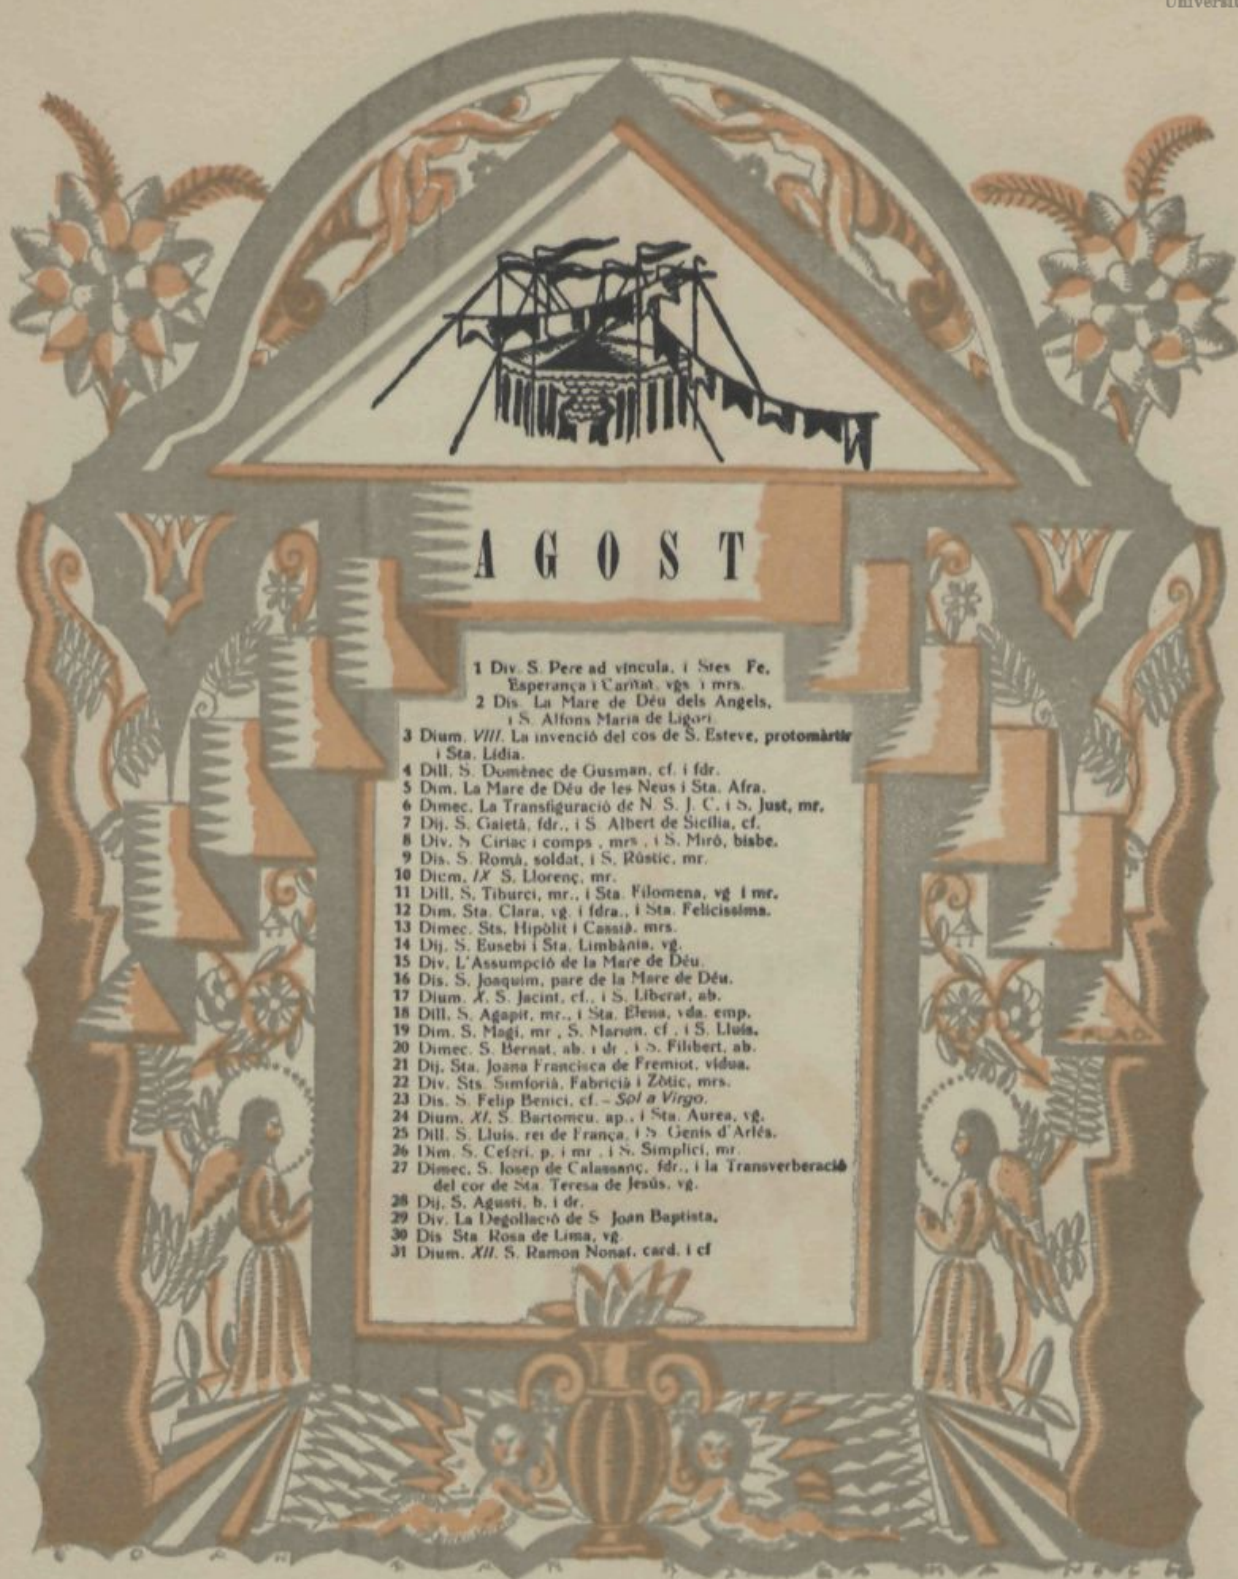 Universi
AGOST
1 Div. S. Pere ad víncula, i Stes Fe,
Esperança i Caritat, vgs i mrs.
2 Dis. La Mare de Déu dels Angels,
i S. Alfons Maria de Ligori.
3 Dium. VIII. La invenció del cos de S. Esteve, protomàrtir
i Sta. Lídia.
4 Dill. S. Domènec de Gusman, cf. i fdr.
5 Dim. La Mare de Déu de les Neus i Sta. Afra.
6 Dimec. La Transfiguració de N. S. J. C. i S. Just, mr.
7 Dij. S. Gaietà, fdr., i S. Albert de Sicília, cf.
8 Div. S Ciríac i comps, mrs, i S. Miró, bisbe.
9 Dis. S. Romà, soldat, i S. Rústic, mr.
10 Dium. IX S. Llorenç, mr.
11 Dill. S. Tiburci, mr., i Sta. Filomena, vg i mr.
12 Dim. Sta. Clara, vg. i fdra., i Sta. Felicíssima.
13 Dimec. Sts. Hipòlit i Cassià, mrs.
14 Dij. S. Eusebi i Sta. Limbània, vg.
15 Div. L'Assumpció de la Mare de Déu.
16 Dis. S. Joaquim, pare de la Mare de Déu.
17 Dium. X. S. Jacint, cf., i S. Liberat, ab.
18 Dill. S. Agapit, mr., i Sta. Elena, vda. emp.
19 Dim. S. Magí, mr, S. Marian, cf, i S. Lluís.
20 Dimec. S. Bernat, ab. i dr, i S. Filibert, ab.
21 Dij. Sta. Joana Francisca de Fremiot, vídua.
22 Div. Sts. Simforià, Fabricià i Zòtic, mrs.
23 Dis. S. Felip Benici, cf. - Sol a Virgo.
24 Dium. XI. S. Bartomeu, ap., i Sta. Aurea, vg.
25 Dill. S. Lluís, rei de França, i S. Genís d'Arlés.
26 Dim. S. Ceferí, p. i mr, i S. Simplici, mr.
27 Dimec. S. Josep de Calassanç, fdr., i la Transverberació
del cor de Sta. Teresa de Jesús, vg.
28 Dij. S. Agustí, b. i dr.
29 Div. La Degollació de S Joan Baptista.
30 Dis Sta Rosa de Lima, vg
31 Dium. XII. S. Ramon Nonat, card. i cf